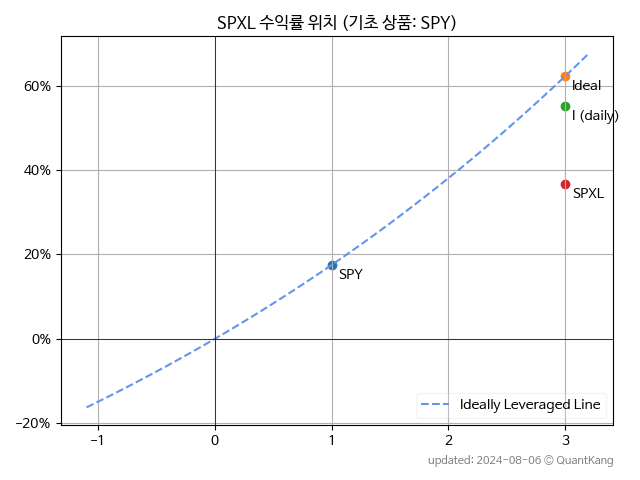 SPXL 수익률 위치 (기초 상품: SPY)
60%
40%
20%
0%
−20%
Ideal
I (daily)
SPXL
SPY
Ideally Leveraged Line
−1
0
1
2
3
updated: 2024-08-06 © QuantKang